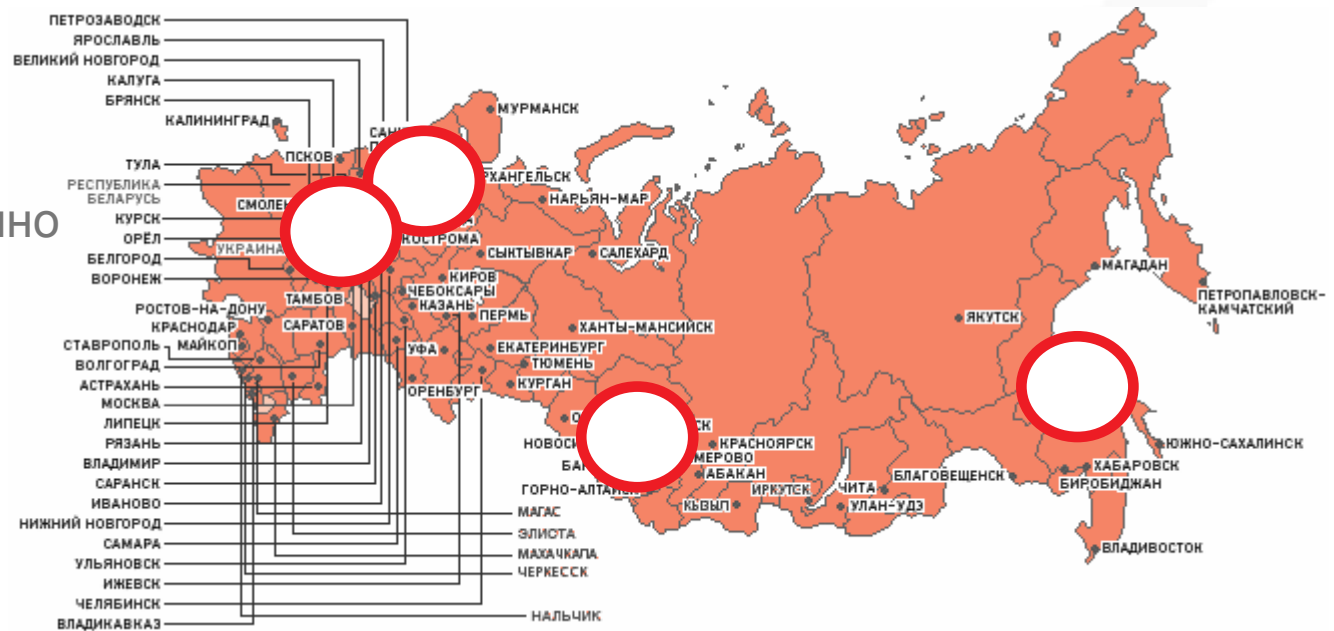 ПЕТРОЗАВОДСК
ЯРОСЛАВЛЬ
ВЕЛИКИЙ НОВГОРОД
КАЛУГА
БРЯНСК
КАЛИНИНГРАД
МУРМАНСК
ПСКОВ
ТУЛА
РЕСПУБЛИКА
БЕЛАРУСЬ
НАРЬЯН-МАР
КУРСК
ОРЁЛ
КОСТРОМА
УКРАИНА
БЕЛГОРОД
СЫКТЫВКАР
САЛЕХАРД
ВОРОНЕЖ
КИРОВ
ЧЕБОКСАРЫ
МАГАДАН
ТАМБОВ
КАЗАНЬ
ПЕТРОПАВЛОВСК-
КАМЧАТСКИЙ
РОСТОВ-НА-ДОНУ
ПЕРМЬ
ЯКУТСК
КРАСНОДАР
САРАТОВ
ХАНТЫ-МАНСИЙСК
СТАВРОПОЛЬ
МАЙКОП
УФА
ЕКАТЕРИНБУРГ
ВОЛГОГРАД
ТЮМЕНЬ
АСТРАХАНЬ
ОРЕНБУРГ
КУРГАН
МОСКВА
ЛИПЕЦК
РЯЗАНЬ
КРАСНОЯРСК
ЮЖНО-САХАЛИНСК
ВЛАДИМИР
АБАКАН
ХАБАРОВСК
САРАНСК
ИРКУТСК
ЧИТА
БЛАГОВЕЩЕНСК
БИРОБИДЖАН
ИВАНОВО
КЫЗЫЛ
УЛАН-УДЭ
НИЖНИЙ НОВГОРОД
МАГАС
САМАРА
ЭЛИСТА
ВЛАДИВОСТОК
УЛЬЯНОВСК
МАХАЧКАЛА
ИЖЕВСК
ЧЕРКЕССК
ЧЕЛЯБИНСК
НАЛЬЧИК
ВЛАДИКАВКАЗ